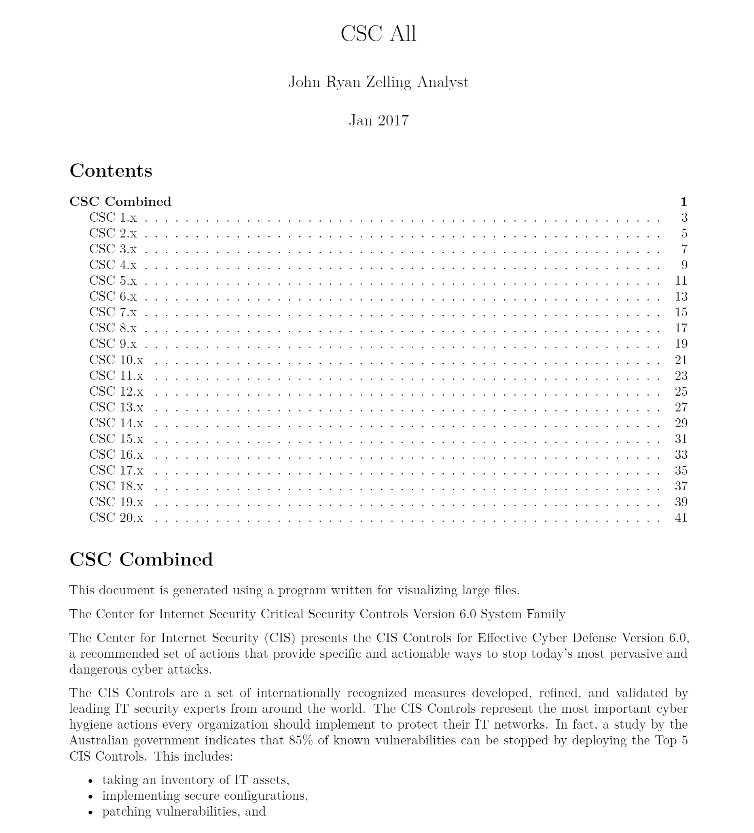 CSC All
John Ryan Zelling Analyst
Jan 2017
Contents
CSC Combined 1
CSC 1.x . . . . . . . . . . . . . . . . . . . . . . . . . . . . . . . . . . . . . . . . . . . . . . . . . . . 3
CSC 2.x . . . . . . . . . . . . . . . . . . . . . . . . . . . . . . . . . . . . . . . . . . . . . . . . . . . 5
CSC 3.x . . . . . . . . . . . . . . . . . . . . . . . . . . . . . . . . . . . . . . . . . . . . . . . . . . . 7
CSC 4.x . . . . . . . . . . . . . . . . . . . . . . . . . . . . . . . . . . . . . . . . . . . . . . . . . . . 9
CSC 5.x . . . . . . . . . . . . . . . . . . . . . . . . . . . . . . . . . . . . . . . . . . . . . . . . . . . 11
CSC 6.x . . . . . . . . . . . . . . . . . . . . . . . . . . . . . . . . . . . . . . . . . . . . . . . . . . . 13
CSC 7.x . . . . . . . . . . . . . . . . . . . . . . . . . . . . . . . . . . . . . . . . . . . . . . . . . . . 15
CSC 8.x . . . . . . . . . . . . . . . . . . . . . . . . . . . . . . . . . . . . . . . . . . . . . . . . . . . 17
CSC 9.x . . . . . . . . . . . . . . . . . . . . . . . . . . . . . . . . . . . . . . . . . . . . . . . . . . . 19
CSC 10.x . . . . . . . . . . . . . . . . . . . . . . . . . . . . . . . . . . . . . . . . . . . . . . . . . . 21
CSC 11.x . . . . . . . . . . . . . . . . . . . . . . . . . . . . . . . . . . . . . . . . . . . . . . . . . . 23
CSC 12.x . . . . . . . . . . . . . . . . . . . . . . . . . . . . . . . . . . . . . . . . . . . . . . . . . . 25
CSC 13.x . . . . . . . . . . . . . . . . . . . . . . . . . . . . . . . . . . . . . . . . . . . . . . . . . . 27
CSC 14.x . . . . . . . . . . . . . . . . . . . . . . . . . . . . . . . . . . . . . . . . . . . . . . . . . . 29
CSC 15.x . . . . . . . . . . . . . . . . . . . . . . . . . . . . . . . . . . . . . . . . . . . . . . . . . . 31
CSC 16.x . . . . . . . . . . . . . . . . . . . . . . . . . . . . . . . . . . . . . . . . . . . . . . . . . . 33
CSC 17.x . . . . . . . . . . . . . . . . . . . . . . . . . . . . . . . . . . . . . . . . . . . . . . . . . . 35
CSC 18.x . . . . . . . . . . . . . . . . . . . . . . . . . . . . . . . . . . . . . . . . . . . . . . . . . . 37
CSC 19.x . . . . . . . . . . . . . . . . . . . . . . . . . . . . . . . . . . . . . . . . . . . . . . . . . . 39
CSC 20.x . . . . . . . . . . . . . . . . . . . . . . . . . . . . . . . . . . . . . . . . . . . . . . . . . . 41
CSC Combined
This document is generated using a program written for visualizing large files.
The Center for Internet Security Critical Security Controls Version 6.0 System Family
The Center for Internet Security (CIS) presents the CIS Controls for Effective Cyber Defense Version 6.0,
a recommended set of actions that provide specific and actionable ways to stop today's most pervasive and
dangerous cyber attacks.
The CIS Controls are a set of internationally recognized measures developed, refined, and validated by
leading IT security experts from around the world. The CIS Controls represent the most important cyber
hygiene actions every organization should implement to protect their IT networks. In fact, a study by the
Australian government indicates that 85% of known vulnerabilities can be stopped by deploying the Top 5
CIS Controls. This includes:
• taking an inventory of IT assets,
• implementing secure configurations,
• patching vulnerabilities, and